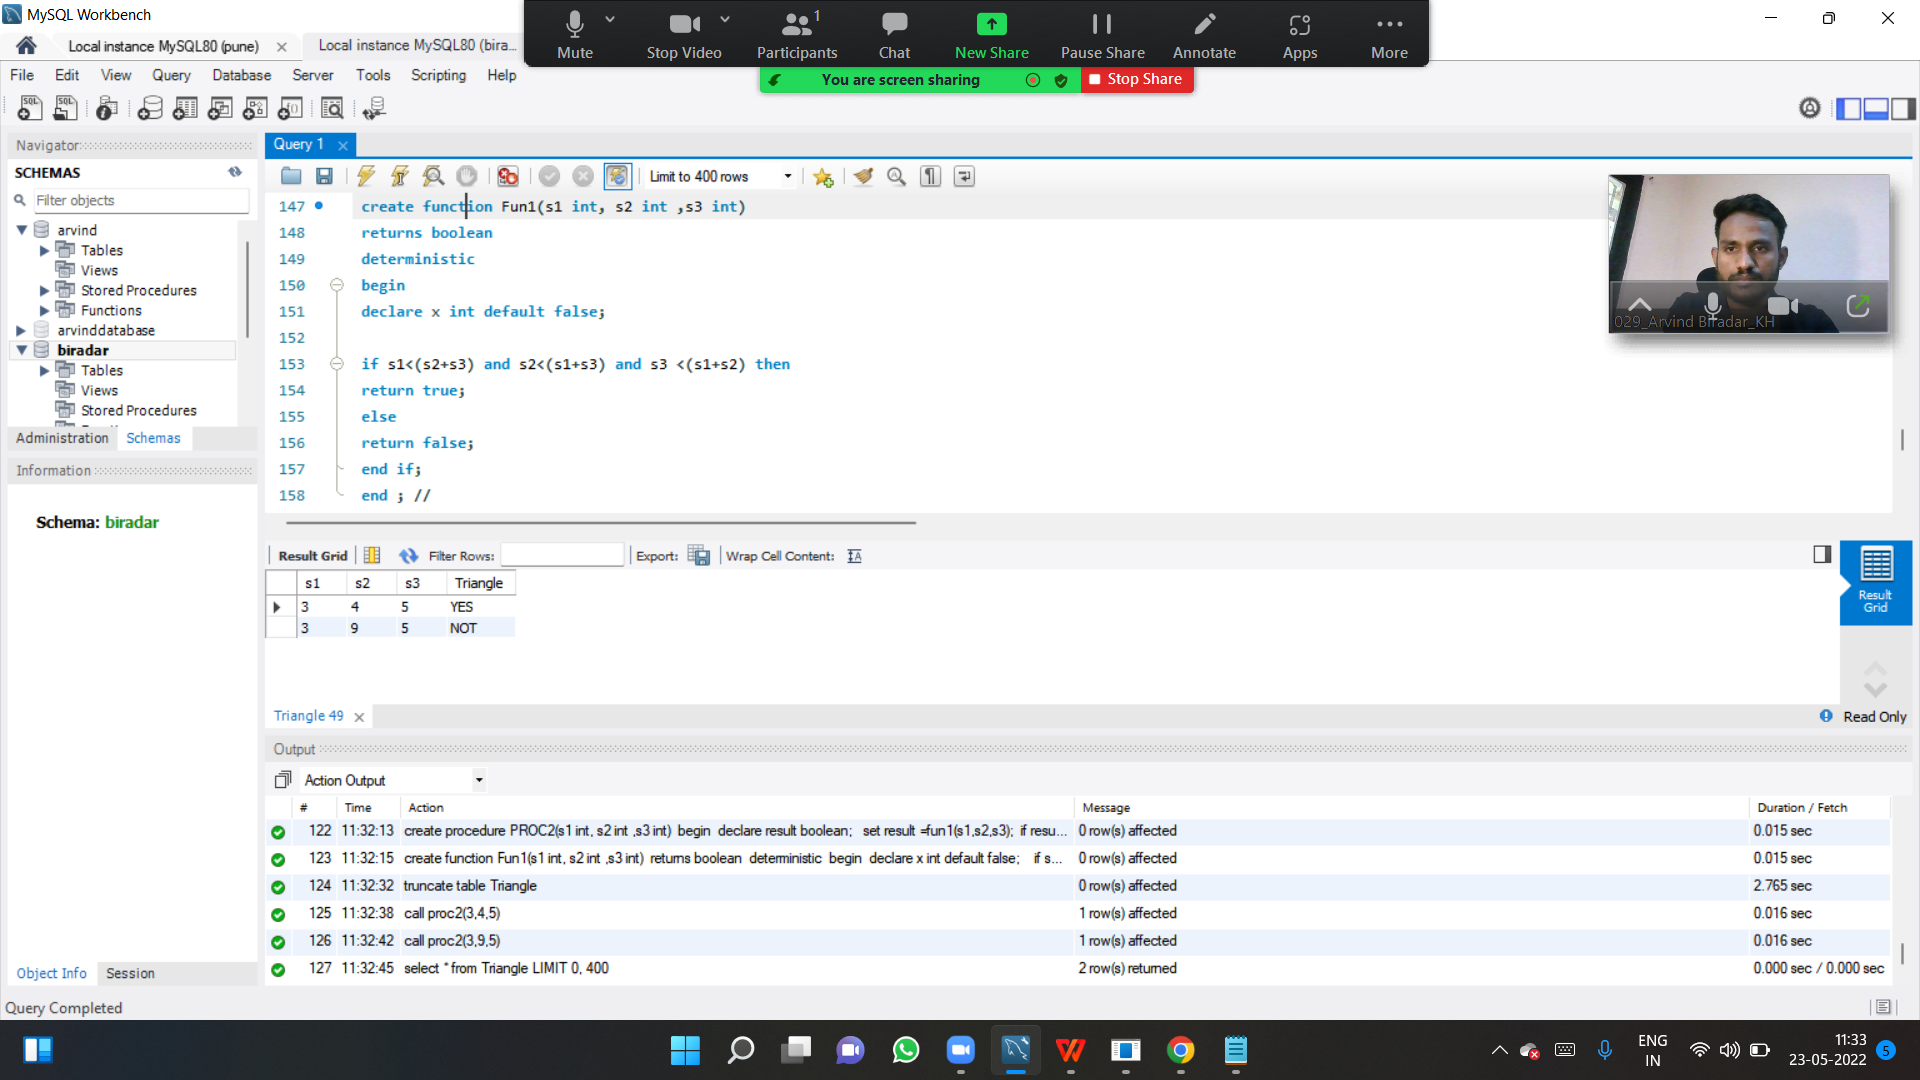 MySQL Workbench
Local instance MySQL80 (pune)
Local instance MySQL80 (bira...
Mute
Stop Video
1
Participants
Chat
New Share
Pause Share
Annotate
Apps
More
You are screen sharing
Stop Share
File Edit View Query Database Server Tools Scripting Help
Navigator
SCHEMAS
Filter objects
arvind
Tables
Views
Stored Procedures
Functions
arvinddatabase
biradar
Tables
Views
Stored Procedures
Administration Schemas
Information
Schema: biradar
Object Info Session
Query Completed
Query 1
Limit to 400 rows
147 create function Fun1(s1 int, s2 int ,s3 int)
148 returns boolean
149 deterministic
150 begin
151 declare x int default false;
152
153 if s1<(s2+s3) and s2<(s1+s3) and s3 <(s1+s2) then
154 return true;
155 else
156 return false;
157 end if;
158 end ; //
029_Arvind Biradar_KH
Result Grid Filter Rows: Export: Wrap Cell Content:
s1 s2 s3 Triangle
3 4 5 YES
3 9 5 NOT
Result
Grid
Triangle 49
Read Only
Output
Action Output
# Time Action Message Duration / Fetch
122 11:32:13 create procedure PROC2(s1 int, s2 int ,s3 int) begin declare result boolean; set result =fun1(s1,s2,s3); if resu... 0 row(s) affected 0.015 sec
123 11:32:15 create function Fun1(s1 int, s2 int ,s3 int) returns boolean deterministic begin declare x int default false; if s... 0 row(s) affected 0.015 sec
124 11:32:32 truncate table Triangle 0 row(s) affected 2.765 sec
125 11:32:38 call proc2(3,4,5) 1 row(s) affected 0.016 sec
126 11:32:42 call proc2(3,9,5) 1 row(s) affected 0.016 sec
127 11:32:45 select * from Triangle LIMIT 0, 400 2 row(s) returned 0.000 sec / 0.000 sec
ENG
IN
11:33
23-05-2022
5